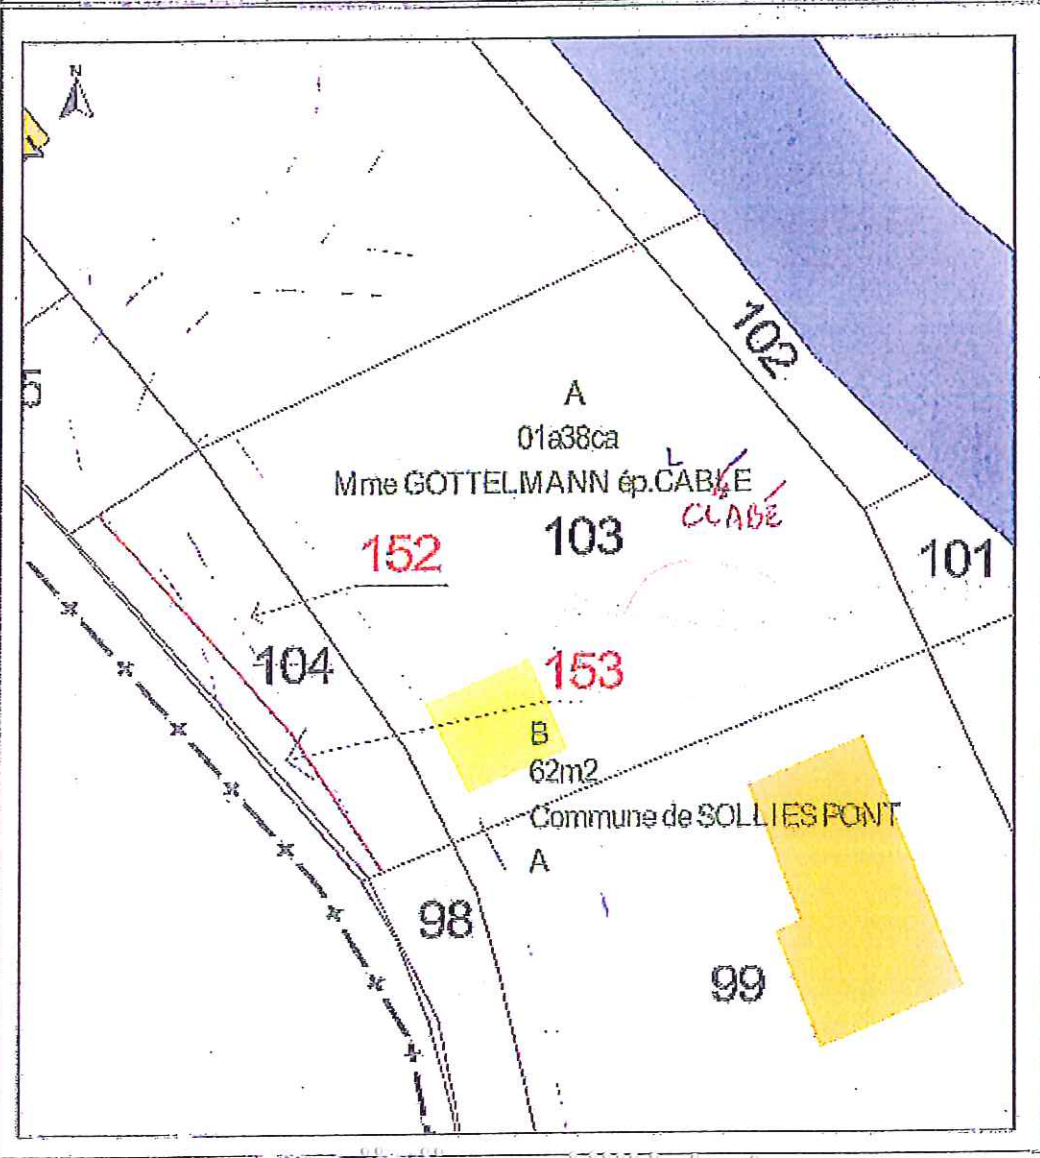 N
102
A
01a38ca
L
Mme GOTTELMANN ép.CABLE
CLABÉ
152
103
101
104
153
B
62m2
Commune de SOLLIES PONT
A
98
99